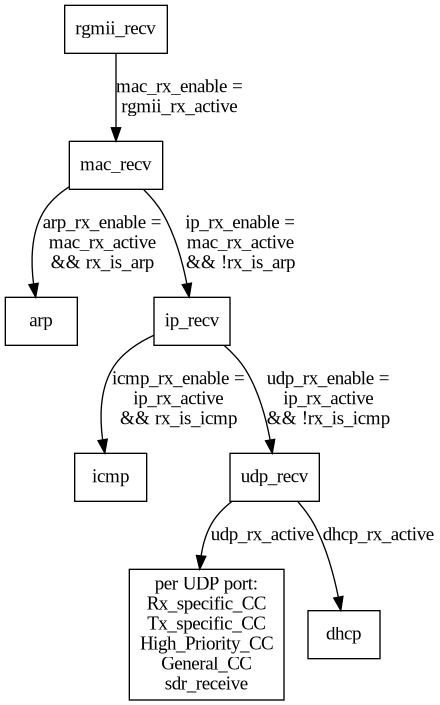 rgmii_recv
mac_rx_enable =
rgmii_rx_active
mac_recv
arp_rx_enable =
mac_rx_active
&& rx_is_arp
ip_rx_enable =
mac_rx_active
&& !rx_is_arp
arp
ip_recv
icmp_rx_enable =
ip_rx_active
&& rx_is_icmp
udp_rx_enable =
ip_rx_active
&& !rx_is_icmp
icmp
udp_recv
udp_rx_active
dhcp_rx_active
per UDP port:
Rx_specific_CC
Tx_specific_CC
High_Priority_CC
General_CC
sdr_receive
dhcp